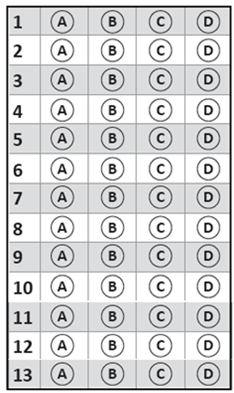 1 A B C D
2 A B C D
3 A B C D
4 A B C D
5 A B C D
6 A B C D
7 A B C D
8 A B C D
9 A B C D
10 A B C D
11 A B C D
12 A B C D
13 A B C D